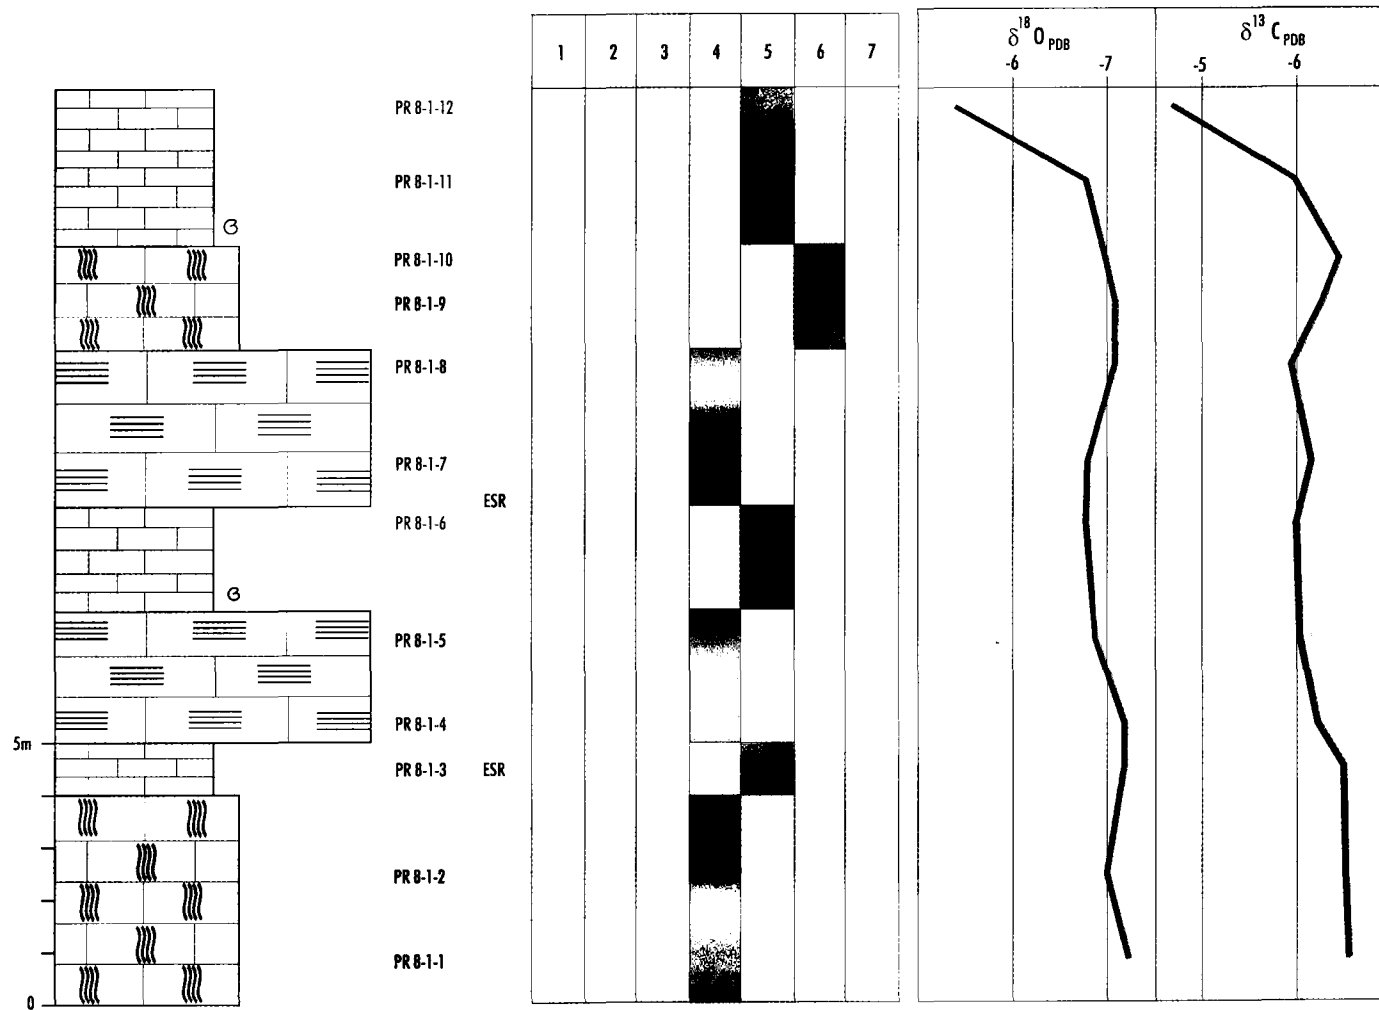 1 2 3 4 5 6 7
δ18 O PDB δ13 C PDB
-6 -7 -5 -6
PR 8-1-12
PR 8-1-11
PR 8-1-10
PR 8-1-9
PR 8-1-8
PR 8-1-7
ESR
PR 8-1-6
PR 8-1-5
PR 8-1-4
5m
PR 8-1-3 ESR
PR 8-1-2
PR 8-1-1
0